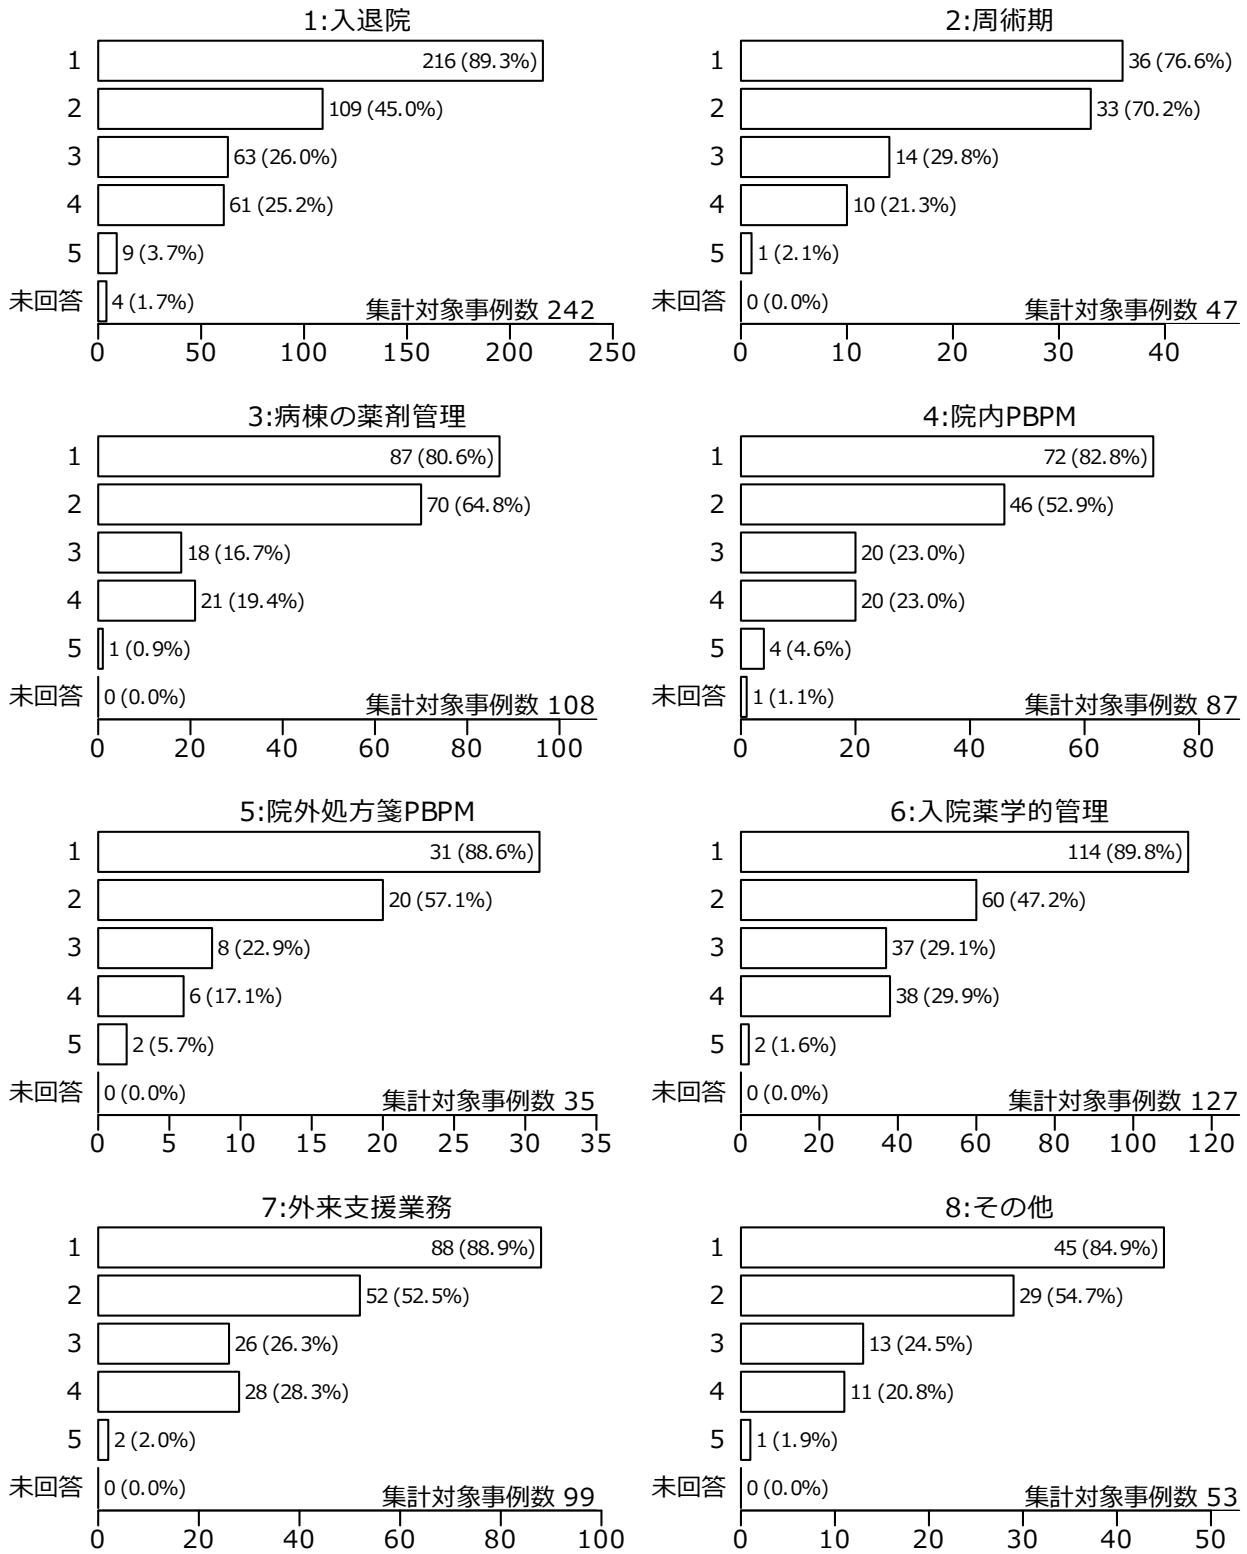 1:入退院
1 216 (89.3%)
2 109 (45.0%)
3 63 (26.0%)
4 61 (25.2%)
5 9 (3.7%)
未回答 4 (1.7%)
集計対象事例数 242
0 50 100 150 200 250
2:周術期
1 36 (76.6%)
2 33 (70.2%)
3 14 (29.8%)
4 10 (21.3%)
5 1 (2.1%)
未回答 0 (0.0%)
集計対象事例数 47
0 10 20 30 40
3:病棟の薬剤管理
1 87 (80.6%)
2 70 (64.8%)
3 18 (16.7%)
4 21 (19.4%)
5 1 (0.9%)
未回答 0 (0.0%)
集計対象事例数 108
0 20 40 60 80 100
4:院内PBPM
1 72 (82.8%)
2 46 (52.9%)
3 20 (23.0%)
4 20 (23.0%)
5 4 (4.6%)
未回答 1 (1.1%)
集計対象事例数 87
0 20 40 60 80
5:院外処方箋PBPM
1 31 (88.6%)
2 20 (57.1%)
3 8 (22.9%)
4 6 (17.1%)
5 2 (5.7%)
未回答 0 (0.0%)
集計対象事例数 35
0 5 10 15 20 25 30 35
6:入院薬学的管理
1 114 (89.8%)
2 60 (47.2%)
3 37 (29.1%)
4 38 (29.9%)
5 2 (1.6%)
未回答 0 (0.0%)
集計対象事例数 127
0 20 40 60 80 100 120
7:外来支援業務
1 88 (88.9%)
2 52 (52.5%)
3 26 (26.3%)
4 28 (28.3%)
5 2 (2.0%)
未回答 0 (0.0%)
集計対象事例数 99
0 20 40 60 80 100
8:その他
1 45 (84.9%)
2 29 (54.7%)
3 13 (24.5%)
4 11 (20.8%)
5 1 (1.9%)
未回答 0 (0.0%)
集計対象事例数 53
0 10 20 30 40 50